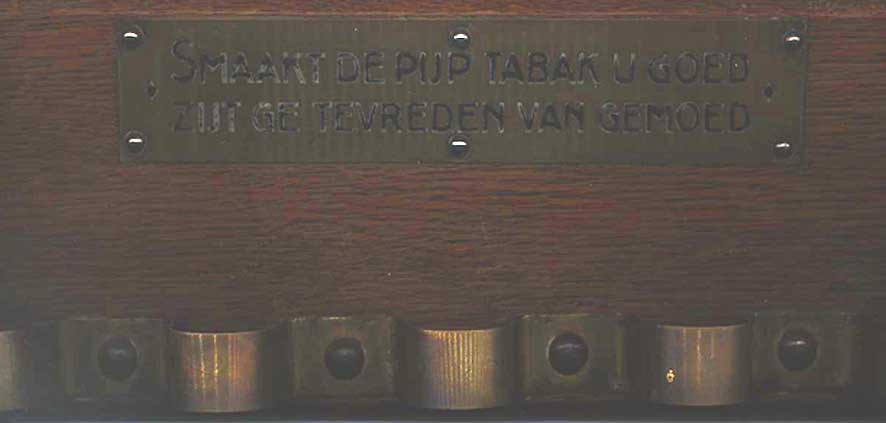 SMAAKT DE PIJP TABAK U GOED
ZIJT GE TEVREDEN VAN GEMOED